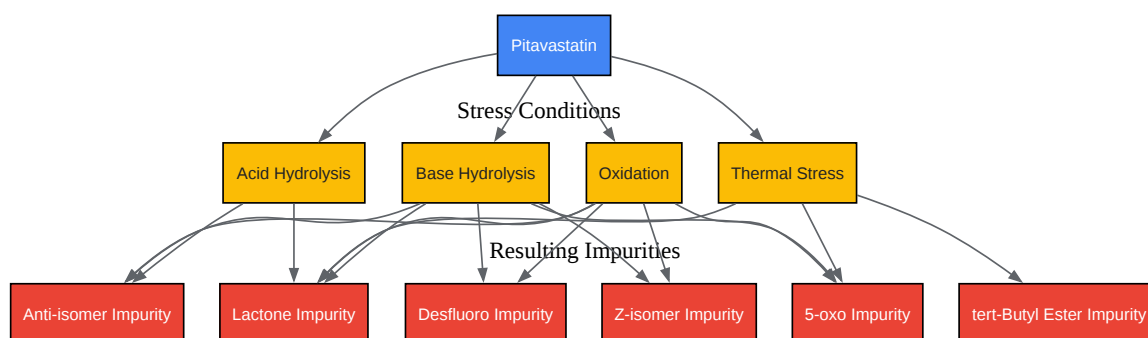 Pitavastatin
Stress Conditions
Acid Hydrolysis
Base Hydrolysis
Oxidation
Thermal Stress
Resulting Impurities
Anti-isomer Impurity
Lactone Impurity
Desfluoro Impurity
Z-isomer Impurity
5-oxo Impurity
tert-Butyl Ester Impurity